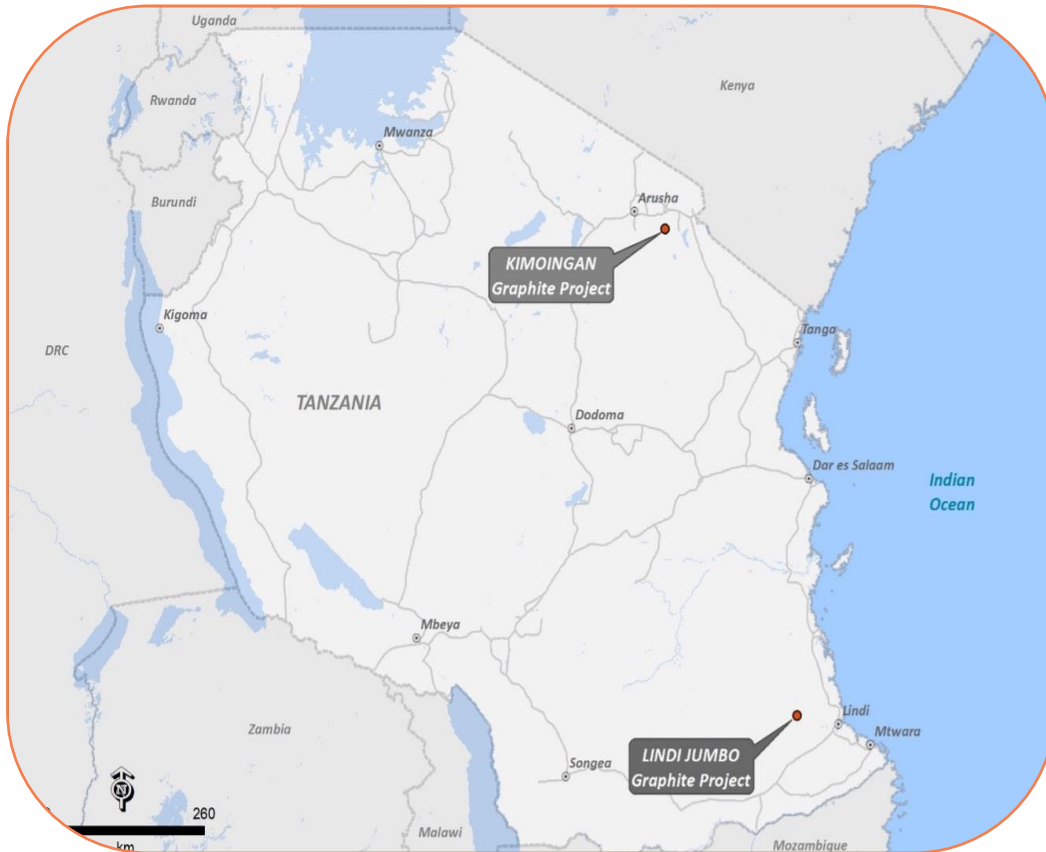 Uganda
Rwanda
Kenya
Mwanza
Burundi
Arusha
KIMOINGAN
Graphite Project
Kigoma
Tanga
DRC
TANZANIA
Dodoma
Dar es Salaam
Indian
Ocean
Mbeya
Lindi
Zambia
Mtwara
LINDI JUMBO
Graphite Project
Songea
N
260
km
Malawi
Mozambique